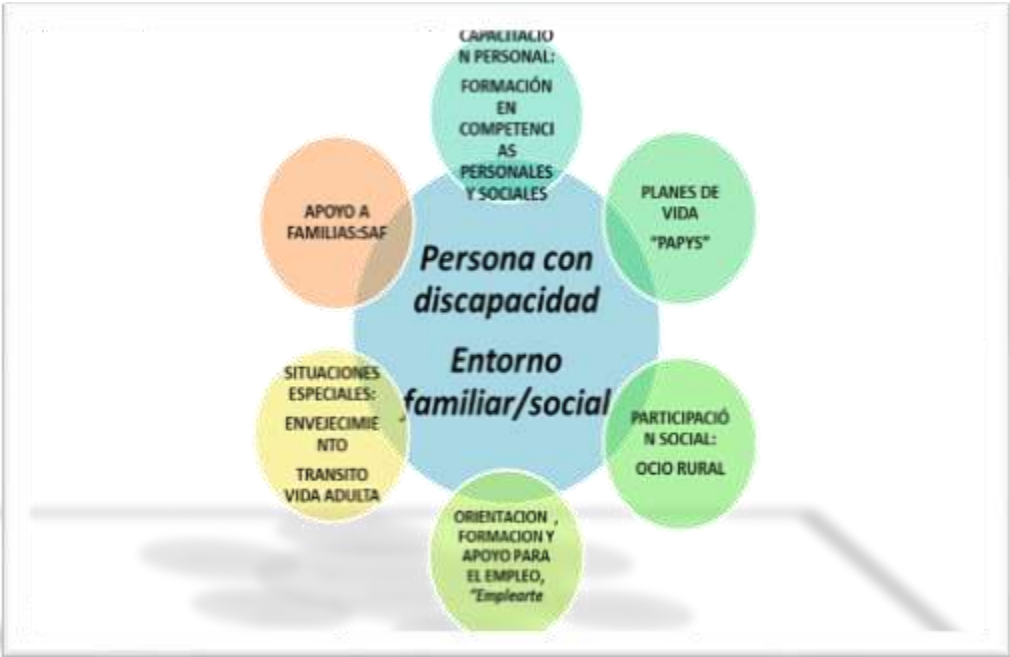 CAPACITACIO
N PERSONAL:
FORMACIÓN
EN
COMPETENCI
AS
PERSONALES
Y SOCIALES
PLANES DE
VIDA
"PAPYS"
PARTICIPACIÓ
N SOCIAL:
OCIO RURAL
ORIENTACION ,
FORMACION Y
APOYO PARA
EL EMPLEO,
"Emplearte
SITUACIONES
ESPECIALES:
ENVEJECIMIE
NTO
TRANSITO
VIDA ADULTA
APOYO A
FAMILIAS:SAF
Persona con
discapacidad
Entorno
familiar/social